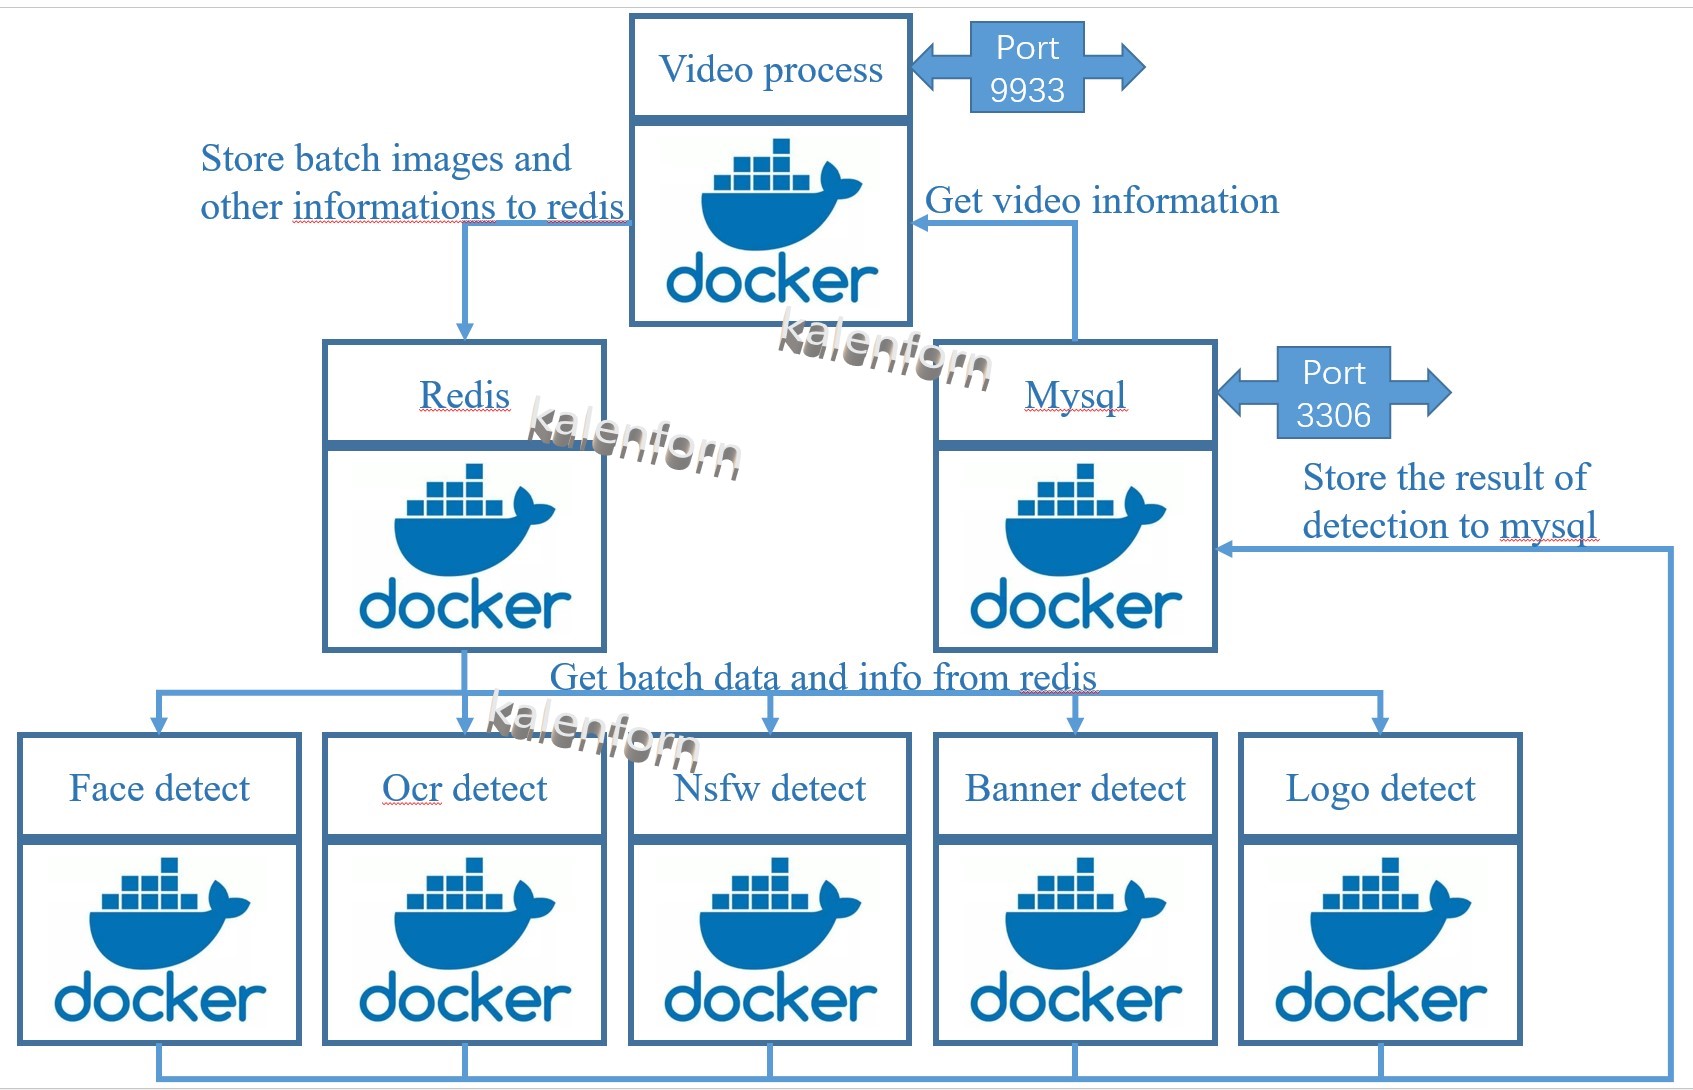 Video process
Port
9933
docker
Store batch images and
other informations to redis
Get video information
kalenforn
Redis
docker
kalenforn
Mysql
docker
Port
3306
Store the result of
detection to mysql
Get batch data and info from redis
kalenforn
Face detect
docker
Ocr detect
docker
Nsfw detect
docker
Banner detect
docker
Logo detect
docker